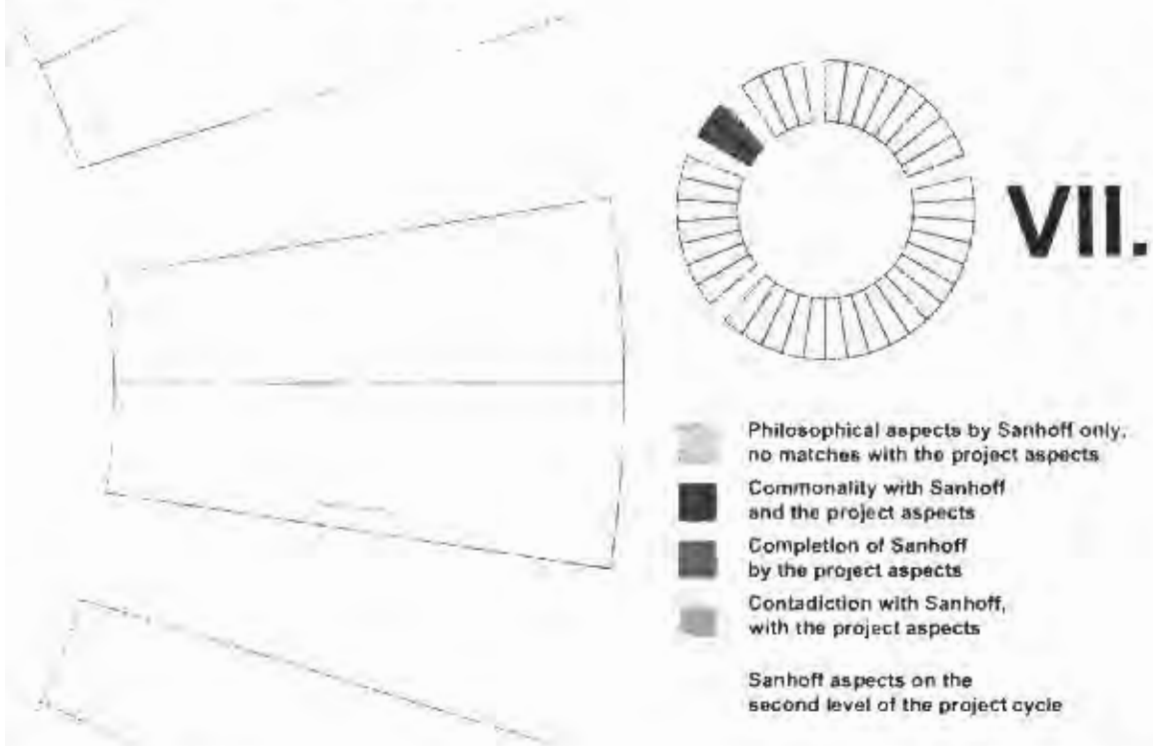 VII.
Philosophical aspects by Sanhoff only,
no matches with the project aspects
Commonality with Sanhoff
and the project aspects
Completion of Sanhoff
by the project aspects
Contadiction with Sanhoff,
with the project aspects
Sanhoff aspects on the
second level of the project cycle